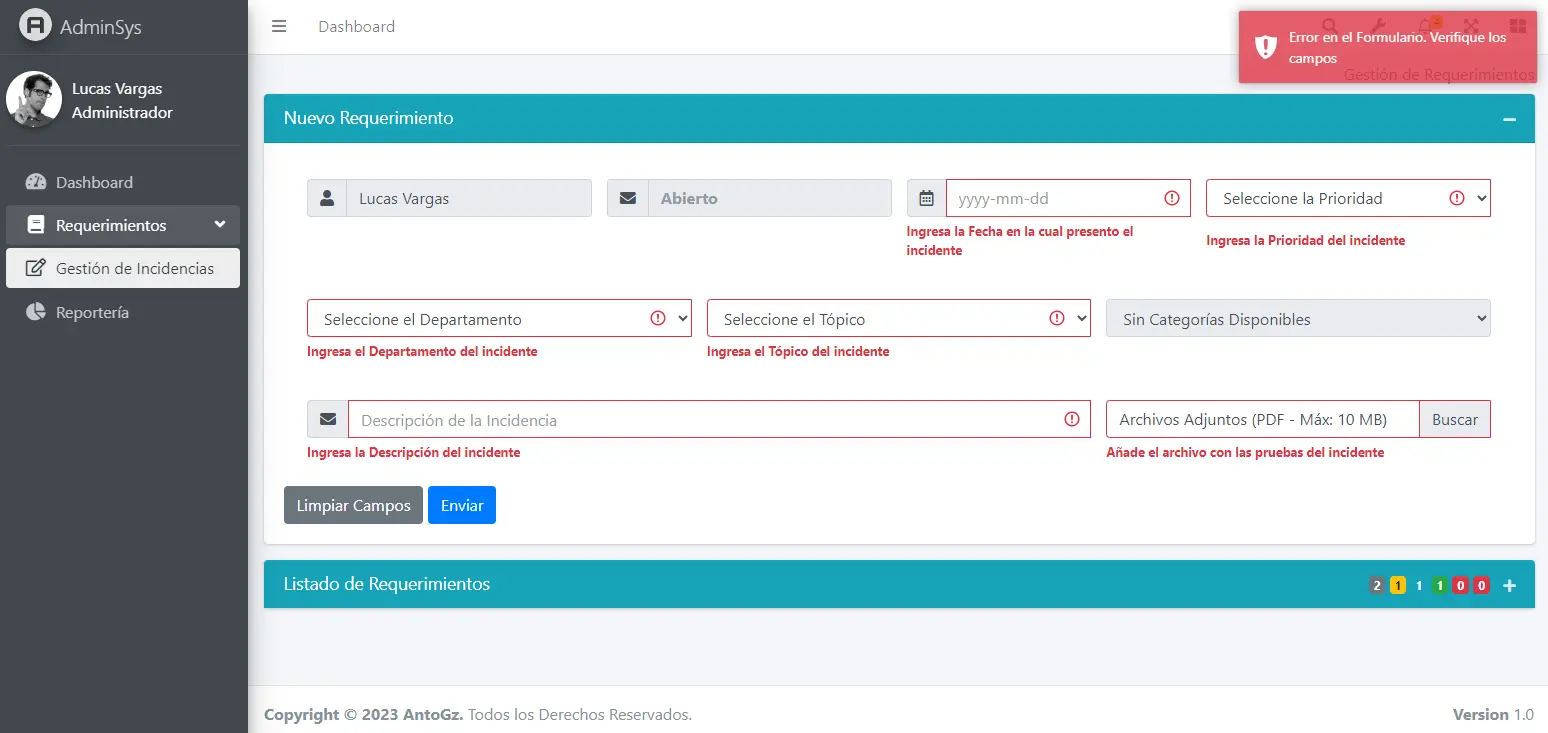 AdminSys
Dashboard
Error en el Formulario. Verifique los
campos
Gestión de Requerimientos
Lucas Vargas
Administrador
Dashboard
Requerimientos
Gestión de Incidencias
Reportería
Nuevo Requerimiento
Lucas Vargas
Abierto
yyyy-mm-dd
Seleccione la Prioridad
Ingresa la Fecha en la cual presento el
incidente
Ingresa la Prioridad del incidente
Seleccione el Departamento
Seleccione el Tópico
Sin Categorías Disponibles
Ingresa el Departamento del incidente
Ingresa el Tópico del incidente
Descripción de la Incidencia
Archivos Adjuntos (PDF - Máx: 10 MB)
Buscar
Ingresa la Descripción del incidente
Añade el archivo con las pruebas del incidente
Limpiar Campos
Enviar
Listado de Requerimientos
2 1 1 1 0 0
Copyright © 2023 AntoGz. Todos los Derechos Reservados.
Version 1.0